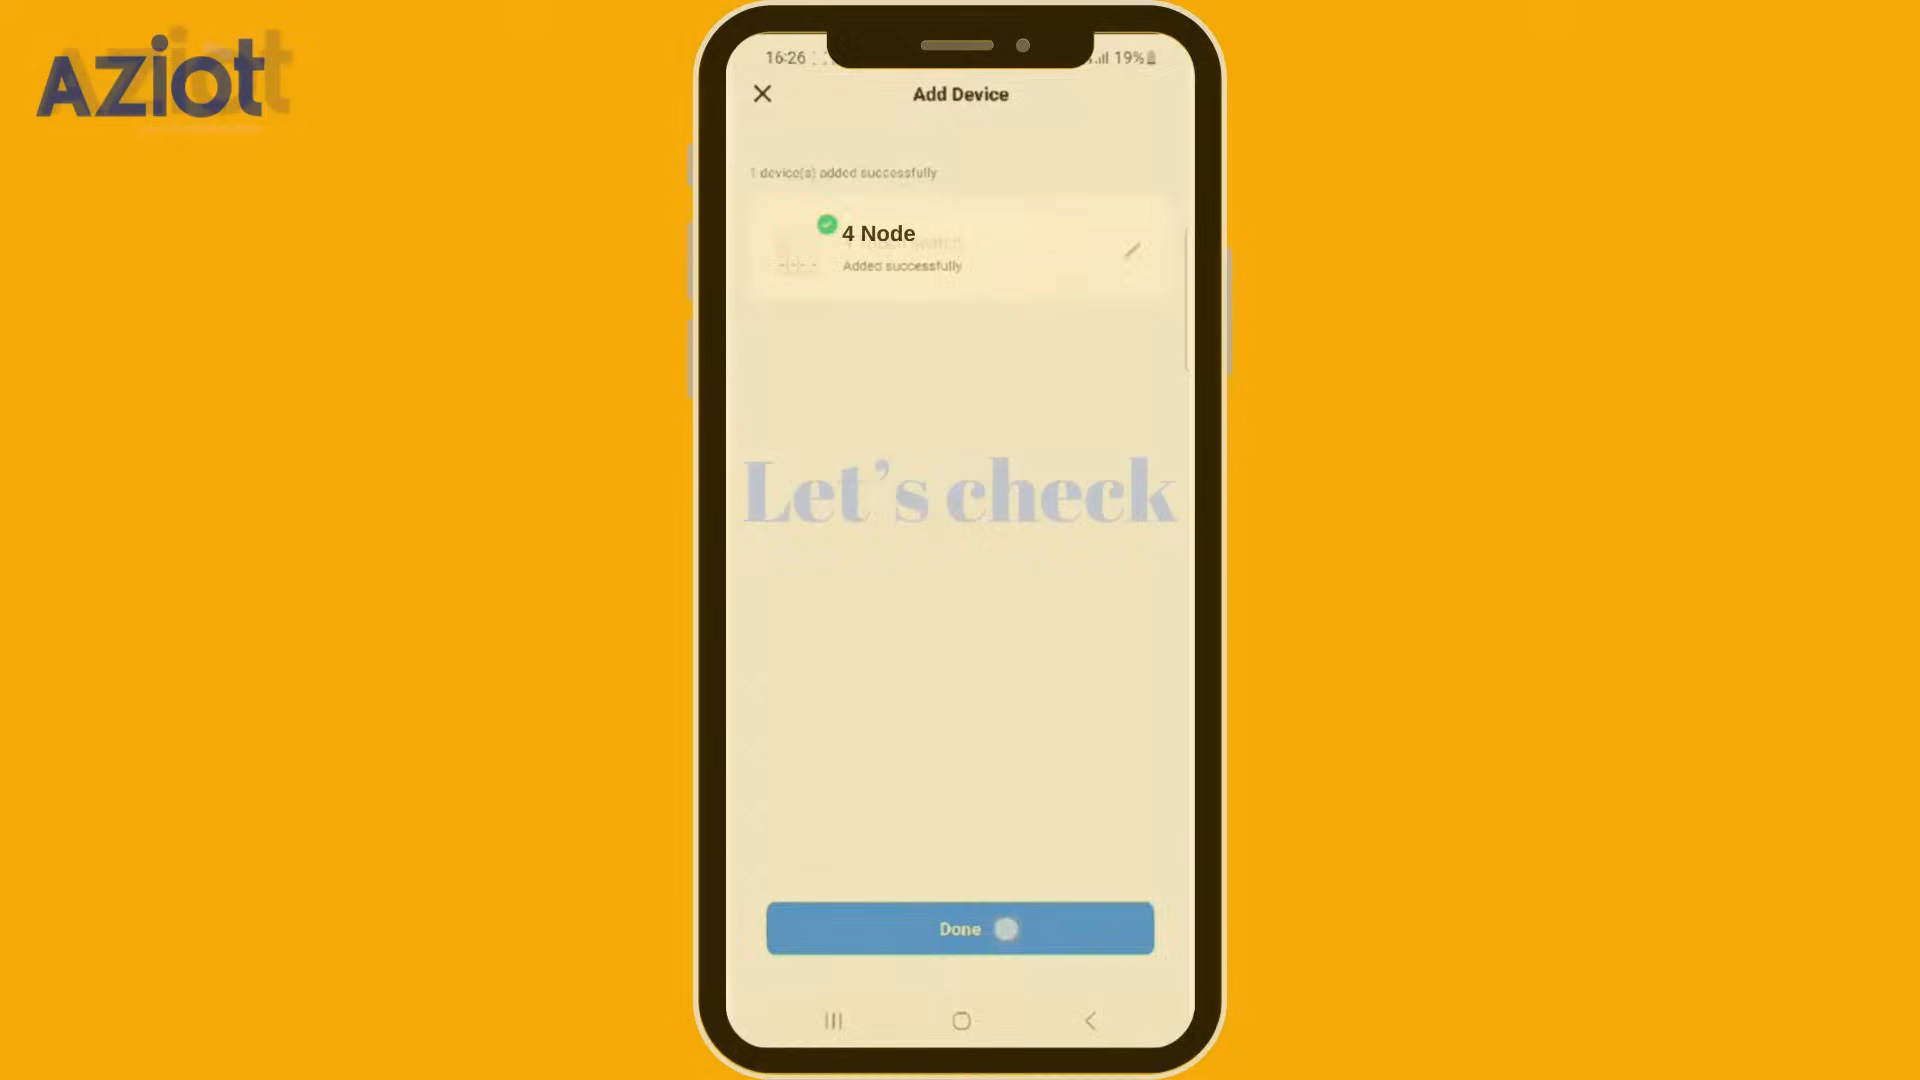 Aziot
16:26
19%
Add Device
1 device(s) added successfully
4 Node
Added successfully
Let's check
Done